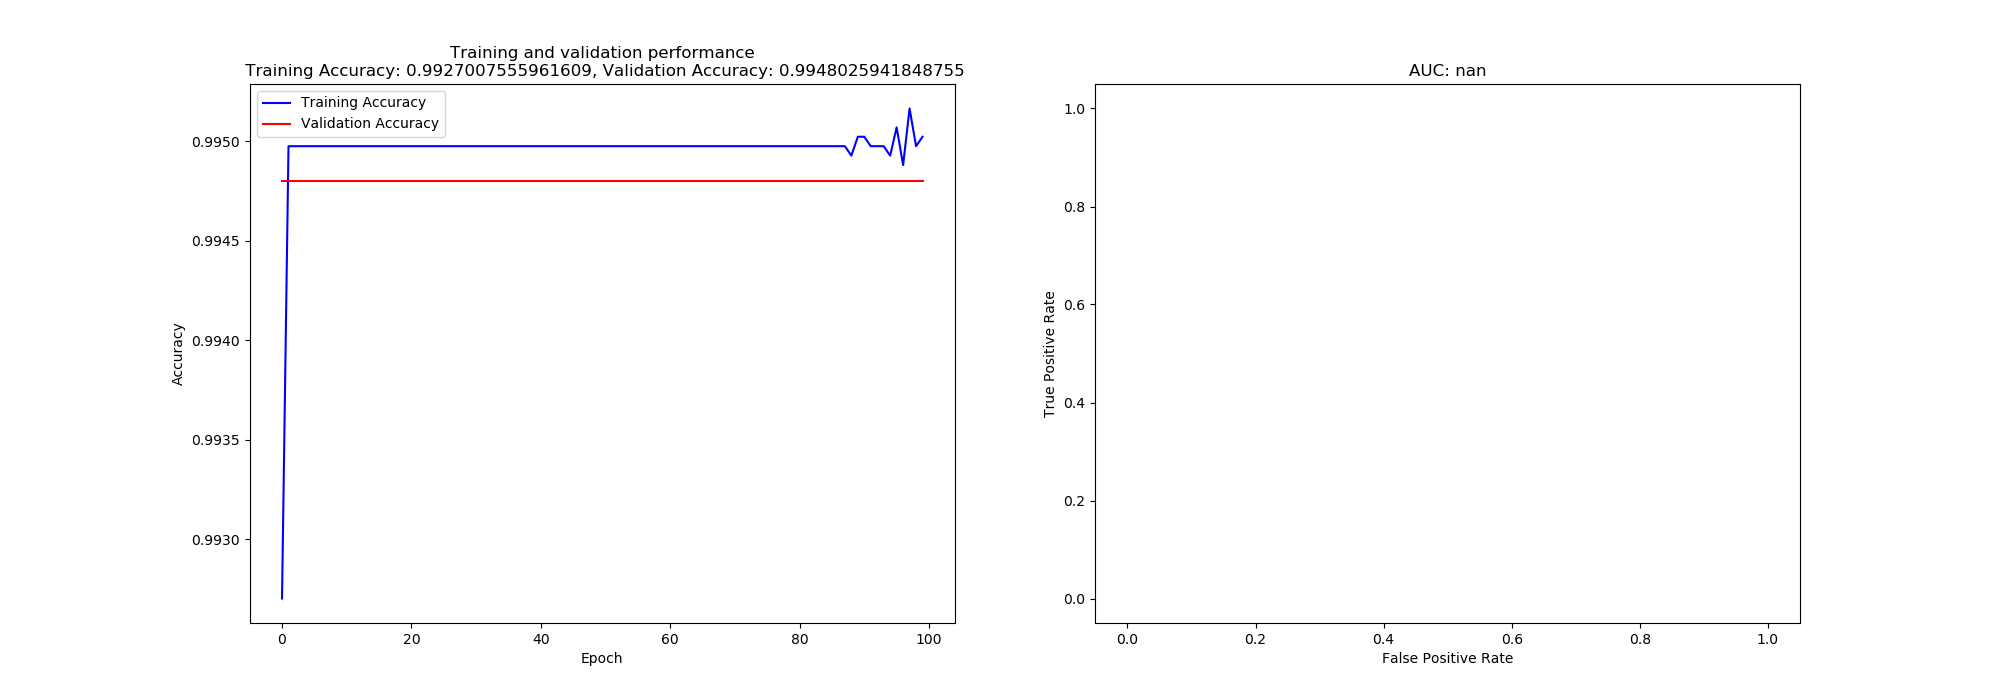 Training and validation performance
Training Accuracy: 0.9927007555961609, Validation Accuracy: 0.9948025941848755
Training Accuracy
Validation Accuracy
0.9950
0.9945
0.9940
0.9935
0.9930
Accuracy
0 20 40 60 80 100
Epoch
AUC: nan
1.0
0.8
0.6
0.4
0.2
0.0
True Positive Rate
0.0 0.2 0.4 0.6 0.8 1.0
False Positive Rate